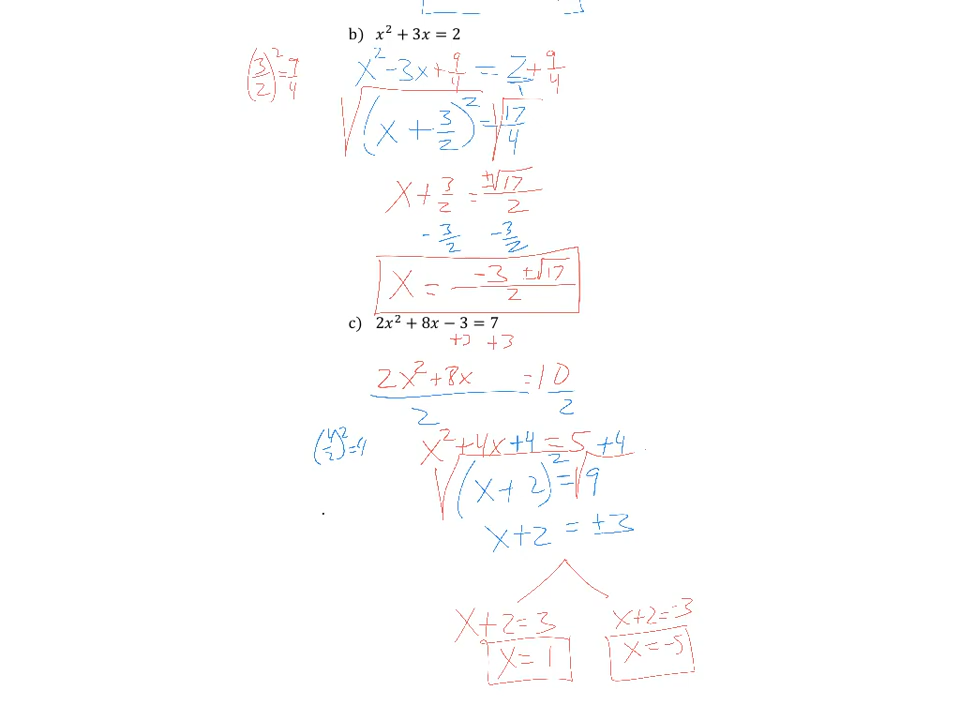 b) x² + 3x = 2
(3/2)² = 9/4
x² - 3x + 9/4 = 2/1 + 9/4
√(x + 3/2)² = √17/4
x + 3/2 = ±√17/2
- 3/2 - 3/2
x = -3 ±√17/2
c) 2x² + 8x − 3 = 7
+3 +3
2x² + 8x = 10
2 2
(4/2)² = 4
x² + 4x + 4 = 5 + 4
√(x + 2)² = √9
x + 2 = ±3
x + 2 = 3 x + 2 = -3
x = 1 x = -5